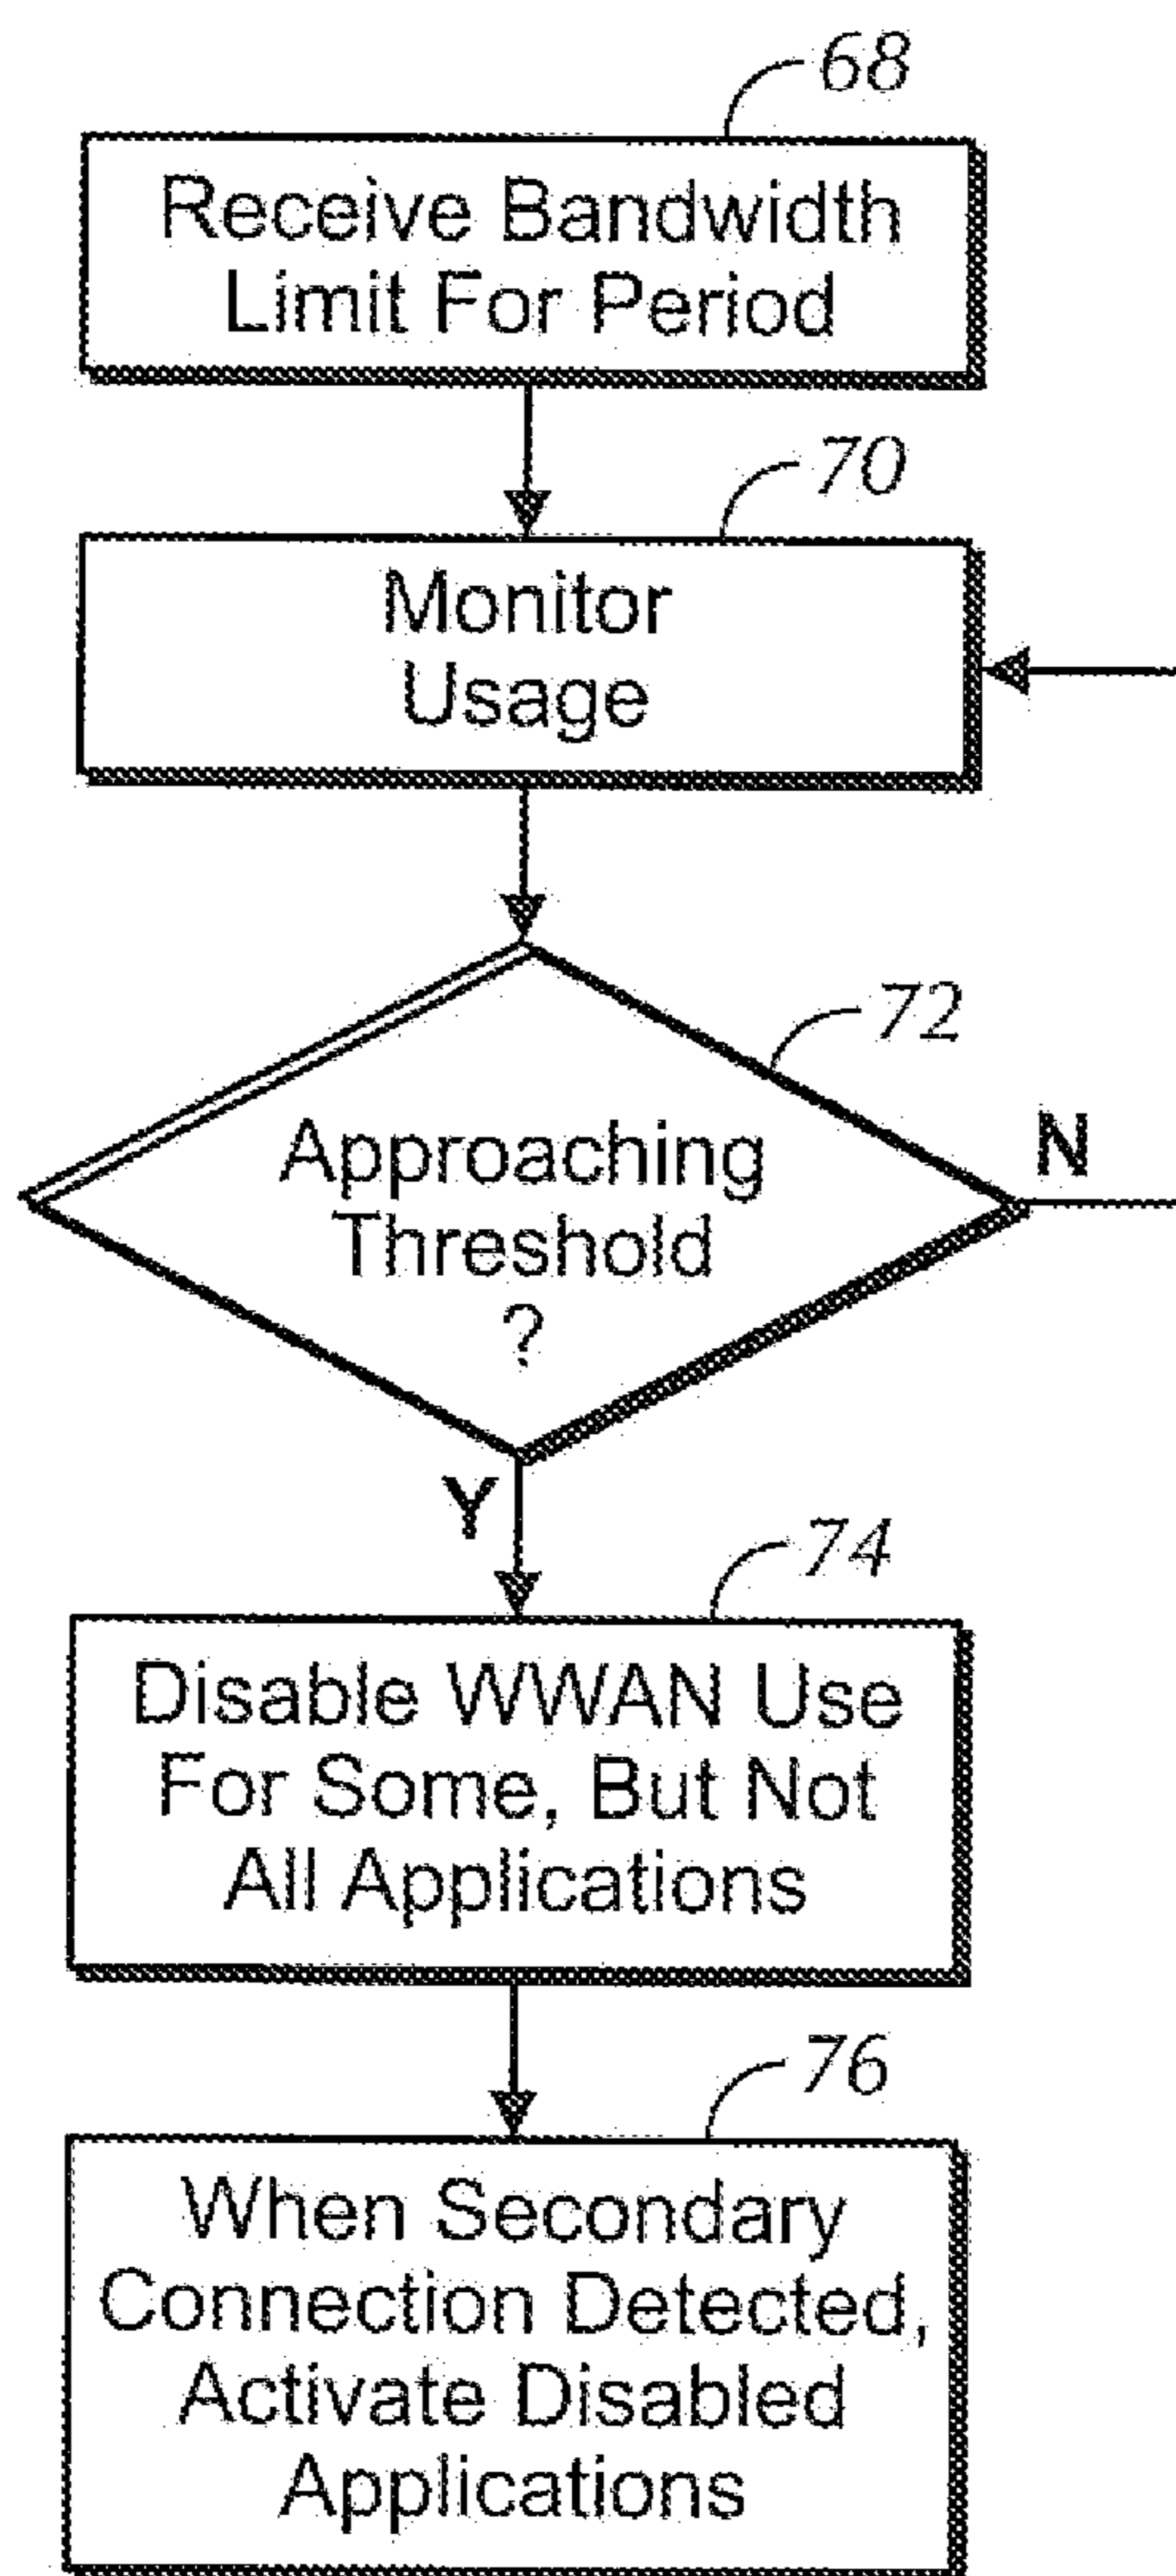 68
Receive Bandwidth
Limit For Period
70
Monitor
Usage
72
Approaching
Threshold
?
N
Y
74
Disable WWAN Use
For Some, But Not
All Applications
76
When Secondary
Connection Detected,
Activate Disabled
Applications